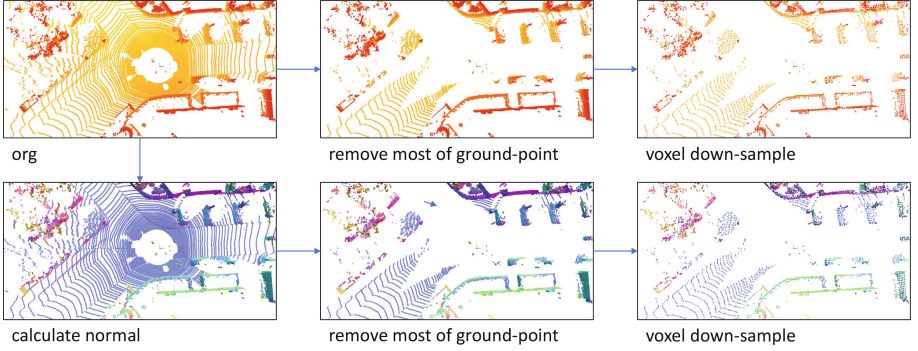 org
remove most of ground-point
voxel down-sample
calculate normal
remove most of ground-point
voxel down-sample